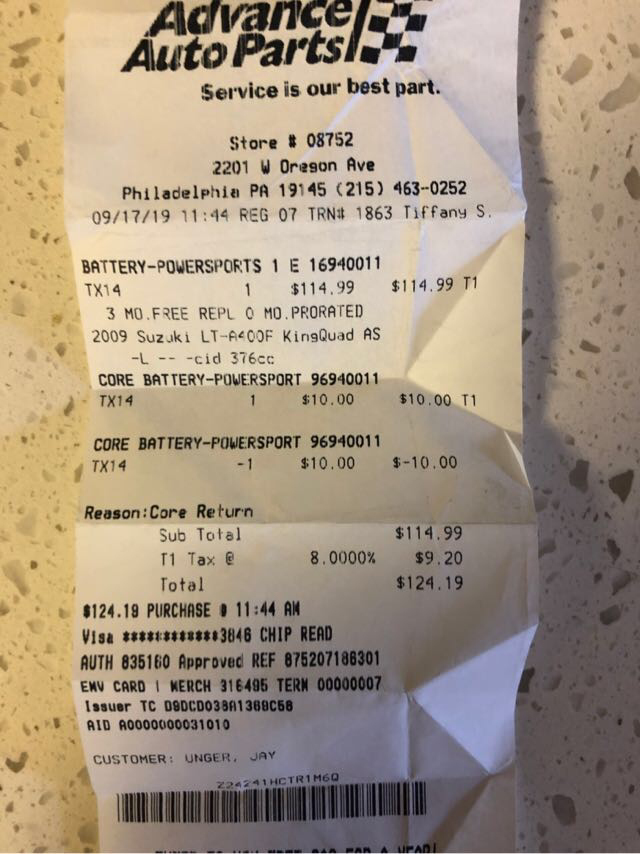 Advance
Auto Parts
Service is our best part.
Store # 08752
2201 W Oregon Ave
Philadelphia PA 19145 (215) 463-0252
09/17/19 11:44 REG 07 TRN# 1863 Tiffany S.
BATTERY-POWERSPORTS 1 E 16940011
TX14 1 $114.99 $114.99 T1
3 MO.FREE REPL 0 MO.PRORATED
2009 Suzuki LT-A400F KingQuad AS
-L -- -cid 376cc
CORE BATTERY-POWERSPORT 96940011
TX14 1 $10.00 $10.00 T1
CORE BATTERY-POWERSPORT 96940011
TX14 -1 $10.00 $-10.00
Reason:Core Return
Sub Total $114.99
T1 Tax @ 8.0000% $9.20
Total $124.19
$124.19 PURCHASE @ 11:44 AM
Visa ************3846 CHIP READ
AUTH 835160 Approved REF 875207186301
EMV CARD | MERCH 316495 TERM 00000007
Issuer TC D9DCD038A1369C56
AID A0000000031010
CUSTOMER: UNGER, JAY
Z24241HCTR1M6Q